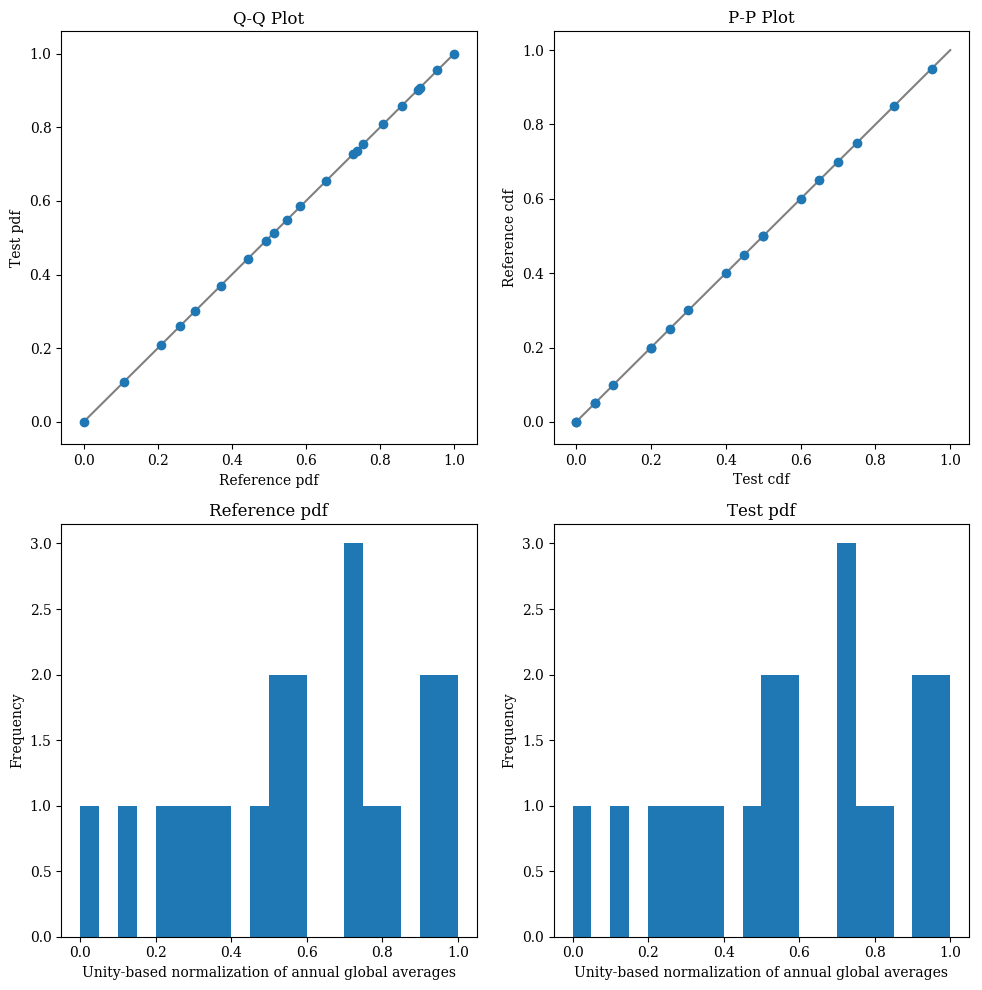 Q-Q Plot
1.0
0.8
0.6
0.4
0.2
0.0
Test pdf
0.0 0.2 0.4 0.6 0.8 1.0
Reference pdf
P-P Plot
1.0
0.8
0.6
0.4
0.2
0.0
Reference cdf
0.0 0.2 0.4 0.6 0.8 1.0
Test cdf
Reference pdf
3.0
2.5
2.0
1.5
1.0
0.5
0.0
Frequency
0.0 0.2 0.4 0.6 0.8 1.0
Unity-based normalization of annual global averages
Test pdf
3.0
2.5
2.0
1.5
1.0
0.5
0.0
Frequency
0.0 0.2 0.4 0.6 0.8 1.0
Unity-based normalization of annual global averages